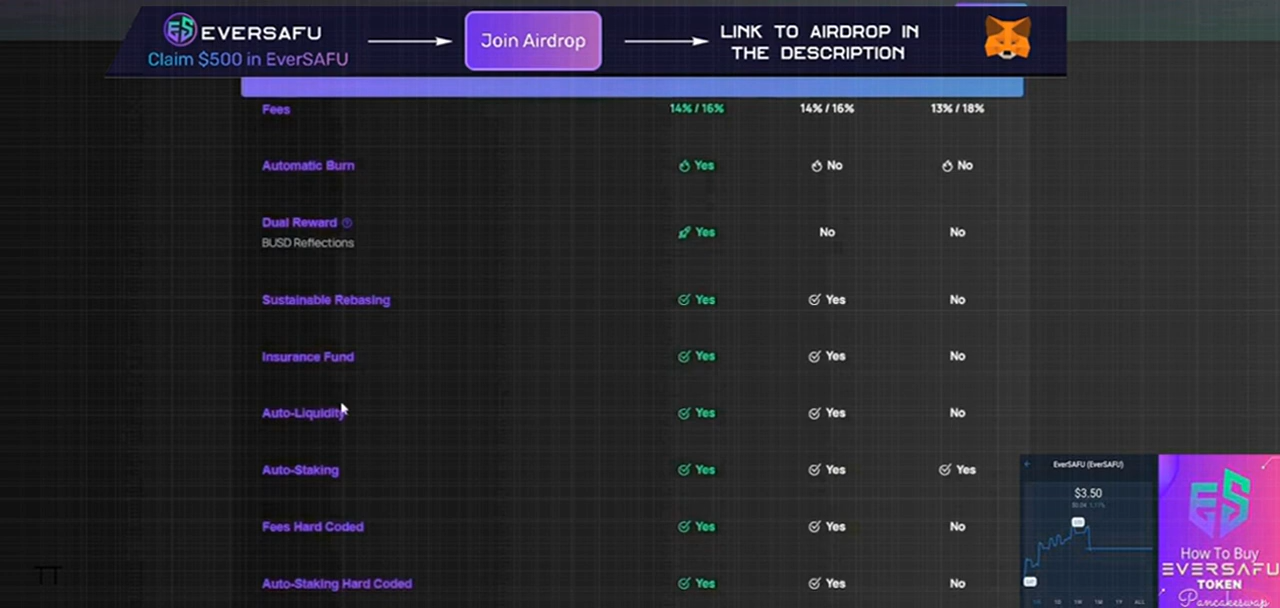 EVERSAFU
Claim $500 in EverSAFU
Join Airdrop
LINK TO AIRDROP IN
THE DESCRIPTION
Fees 14% / 16% 14% / 16% 13% / 18%
Automatic Burn Yes No No
Dual Reward Yes No No
BUSD Reflections
Sustainable Rebasing Yes Yes No
Insurance Fund Yes Yes No
Auto-Liquidity Yes Yes No
Auto-Staking Yes Yes Yes
Fees Hard Coded Yes Yes No
Auto-Staking Hard Coded Yes Yes No
EverSAFU (EverSAFU)
$3.50
How To Buy
EVERSAFU
TOKEN
Pancakeswap